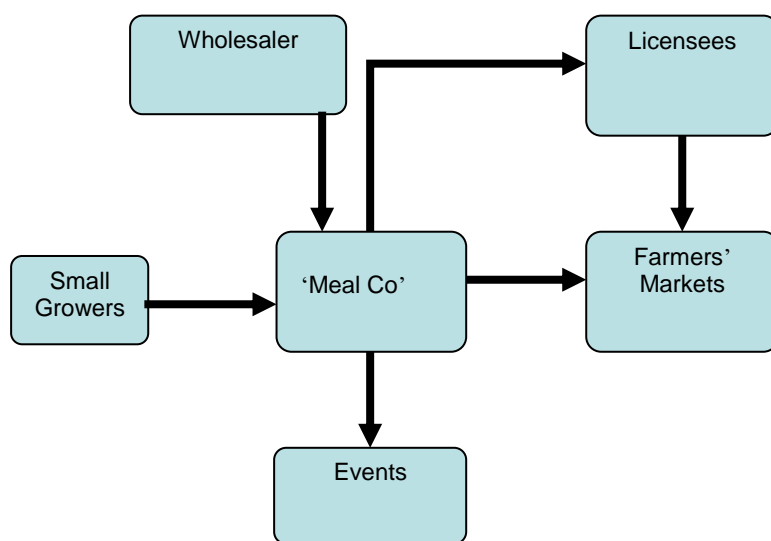 Wholesaler
Licensees
Small
Growers
‘Meal Co’
Farmers’
Markets
Events